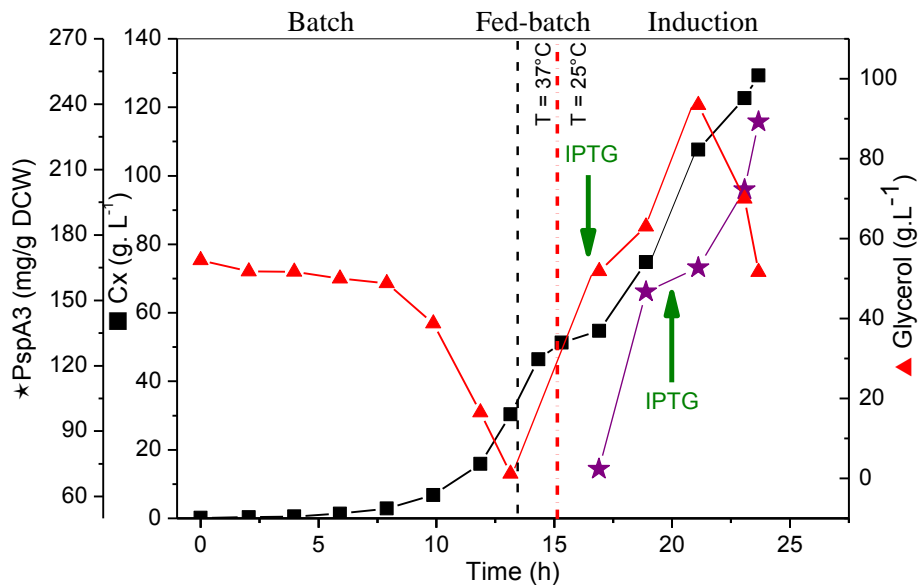 Batch Fed-batch Induction
270
240
210
180
150
120
90
60
★PspA3 (mg/g DCW)
140
120
100
80
60
40
20
0
■ Cx (g. L⁻¹)
T = 37°C
T = 25°C
IPTG
IPTG
100
80
60
40
20
0
▲ Glycerol (g.L⁻¹)
0 5 10 15 20 25
Time (h)